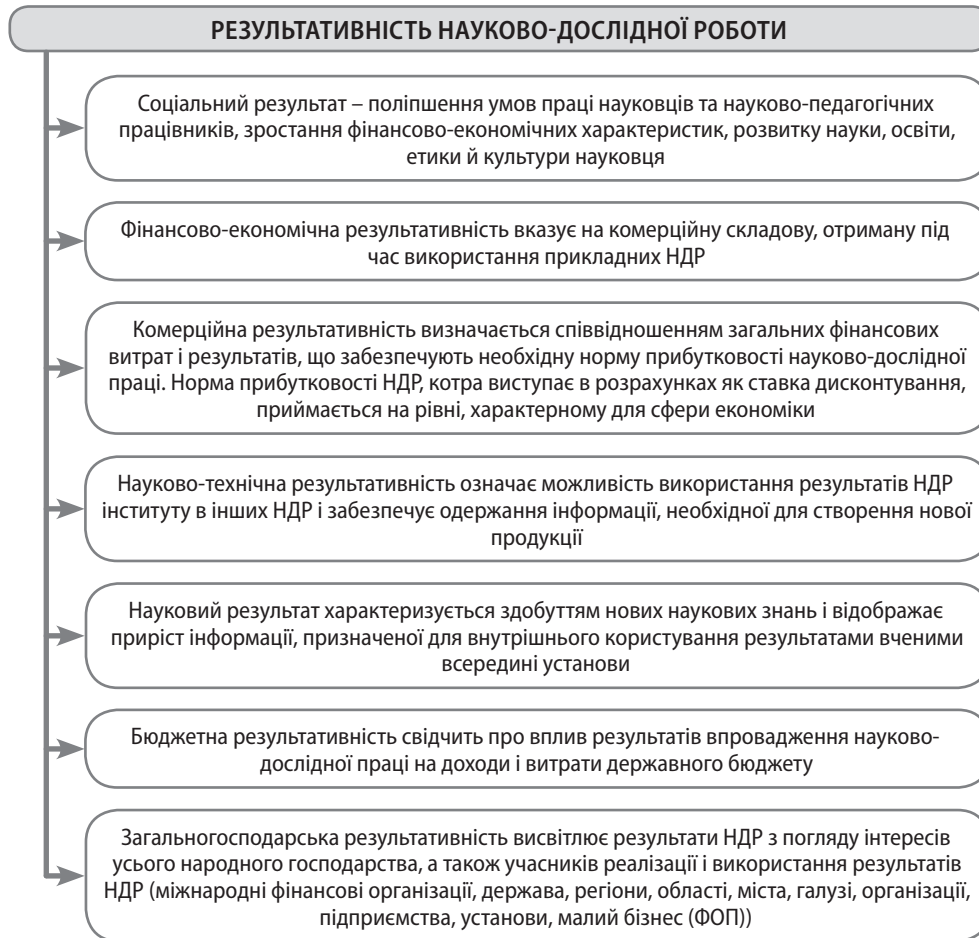 РЕЗУЛЬТАТИВНІСТЬ НАУКОВО-ДОСЛІДНОЇ РОБОТИ
Соціальний результат – поліпшення умов праці науковців та науково-педагогічних
працівників, зростання фінансово-економічних характеристик, розвитку науки, освіти,
етики й культури науковця
Фінансово-економічна результативність вказує на комерційну складову, отриману під
час використання прикладних НДР
Комерційна результативність визначається співвідношенням загальних фінансових
витрат і результатів, що забезпечують необхідну норму прибутковості науково-дослідної
праці. Норма прибутковості НДР, котра виступає в розрахунках як ставка дисконтування,
приймається на рівні, характерному для сфери економіки
Науково-технічна результативність означає можливість використання результатів НДР
інституту в інших НДР і забезпечує одержання інформації, необхідної для створення нової
продукції
Науковий результат характеризується здобуттям нових наукових знань і відображає
приріст інформації, призначеної для внутрішнього користування результатами вченими
всередині установи
Бюджетна результативність свідчить про вплив результатів впровадження науково-
дослідної праці на доходи і витрати державного бюджету
Загальногосподарська результативність висвітлює результати НДР з погляду інтересів
усього народного господарства, а також учасників реалізації і використання результатів
НДР (міжнародні фінансові організації, держава, регіони, області, міста, галузі, організації,
підприємства, установи, малий бізнес (ФОП))